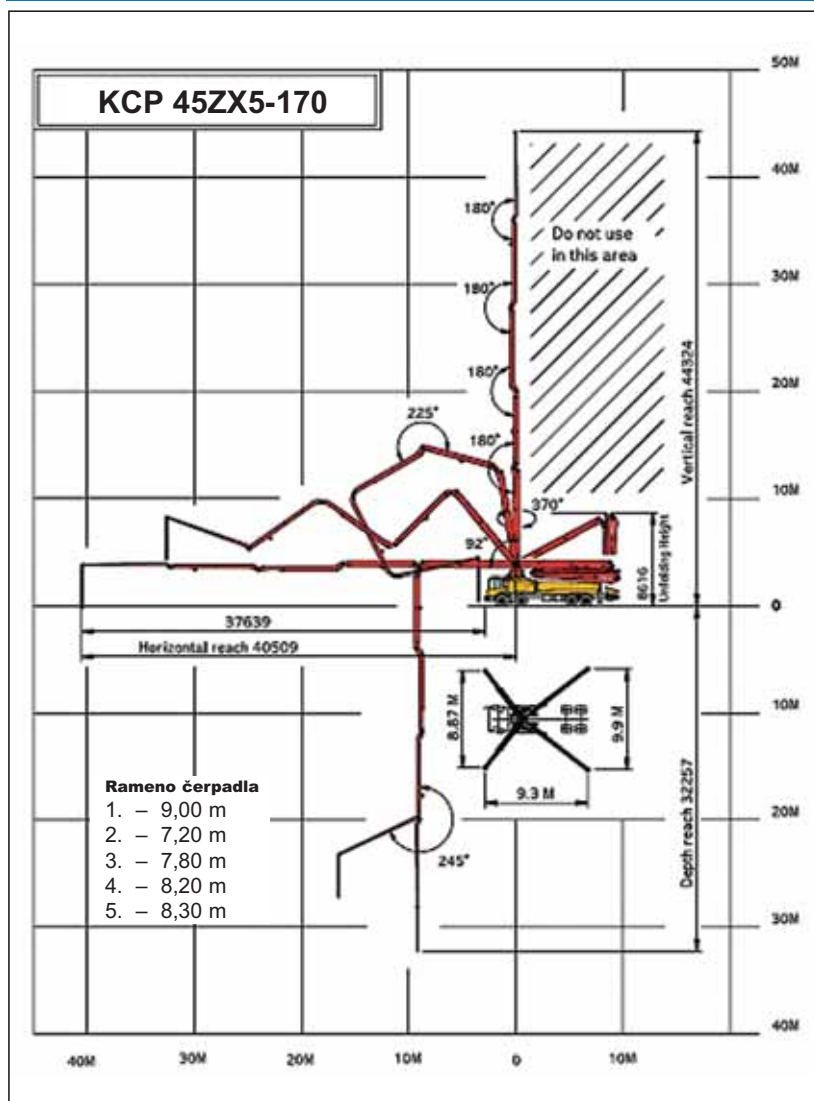 KCP 45ZX5-170
50M
40M
180°
Do not use
in this area
30M
180°
Vertical reach 44324
20M
180°
225°
180°
10M
370°
92°
8616
Unfolding Height
0
37639
Horizontal reach 40509
8.87 M
9.9 M
10M
9.3 M
Rameno čerpadla
1. – 9,00 m
2. – 7,20 m
3. – 7,80 m
4. – 8,20 m
5. – 8,30 m
20M
245°
Depth reach 32257
30M
40M
40M
30M
20M
10M
0
10M